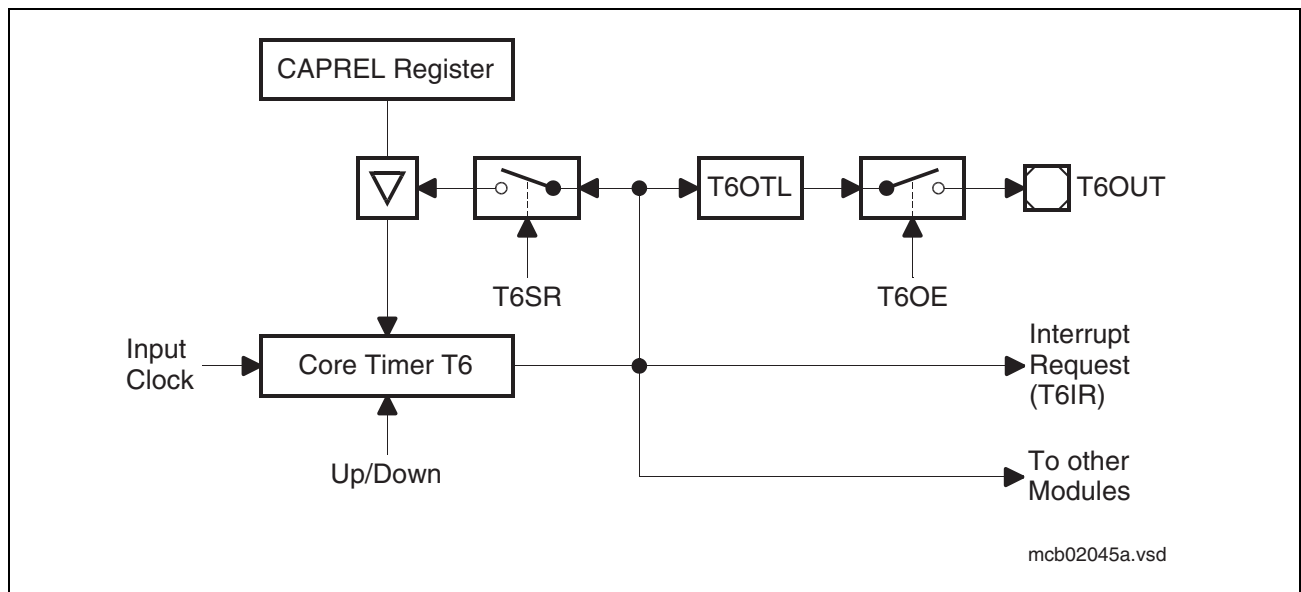 CAPREL Register
T6OTL
T6OUT
T6SR
T6OE
Input
Clock
Core Timer T6
Interrupt
Request
(T6IR)
Up/Down
To other
Modules
mcb02045a.vsd